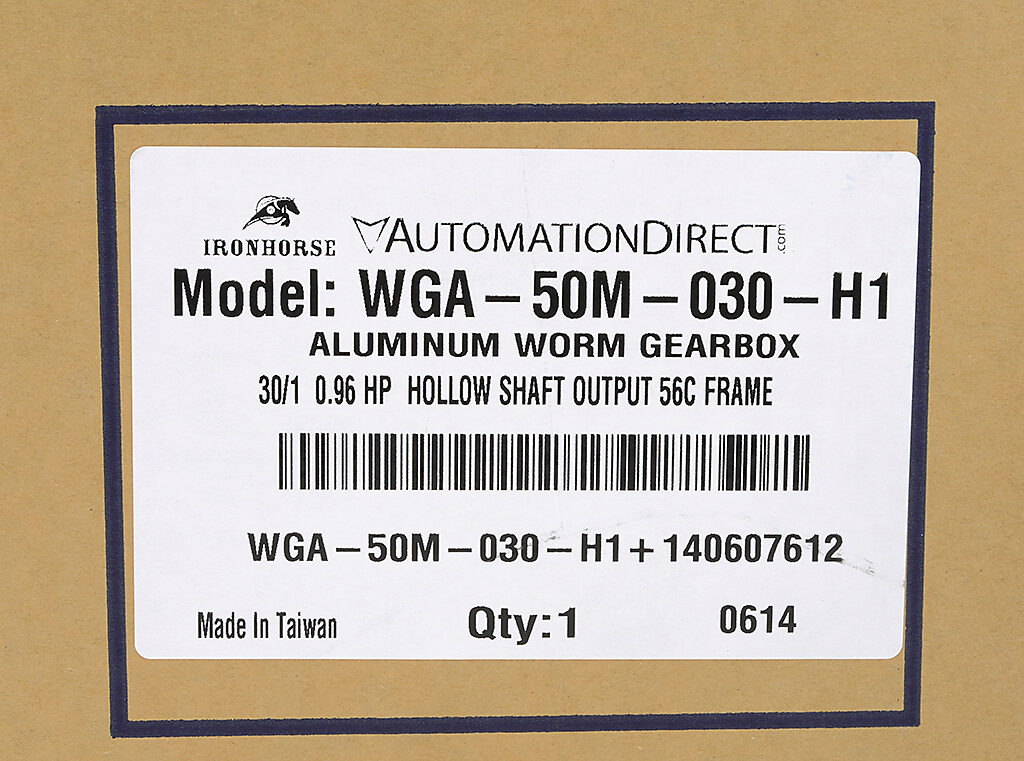 IRONHORSE AUTOMATIONDIRECT.com
Model: WGA-50M-030-H1
ALUMINUM WORM GEARBOX
30/1 0.96 HP HOLLOW SHAFT OUTPUT 56C FRAME
WGA-50M-030-H1+140607612
Made In Taiwan Qty:1 0614